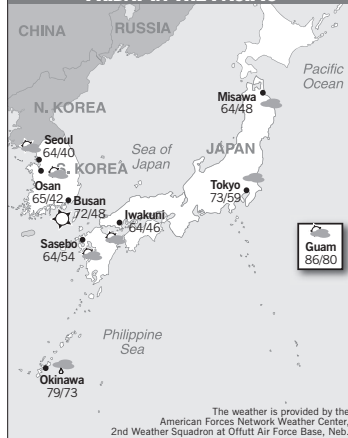 CHINA
RUSSIA
Pacific
Ocean
Misawa
64/48
N. KOREA
Seoul
64/40
S. KOREA
Sea of
Japan
JAPAN
Osan
65/42
Busan
72/48
Iwakuni
64/46
Tokyo
73/59
Sasebo
64/54
Guam
86/80
Philippine
Sea
Okinawa
79/73
The weather is provided by the
American Forces Network Weather Center,
2nd Weather Squadron at Offutt Air Force Base, Neb.